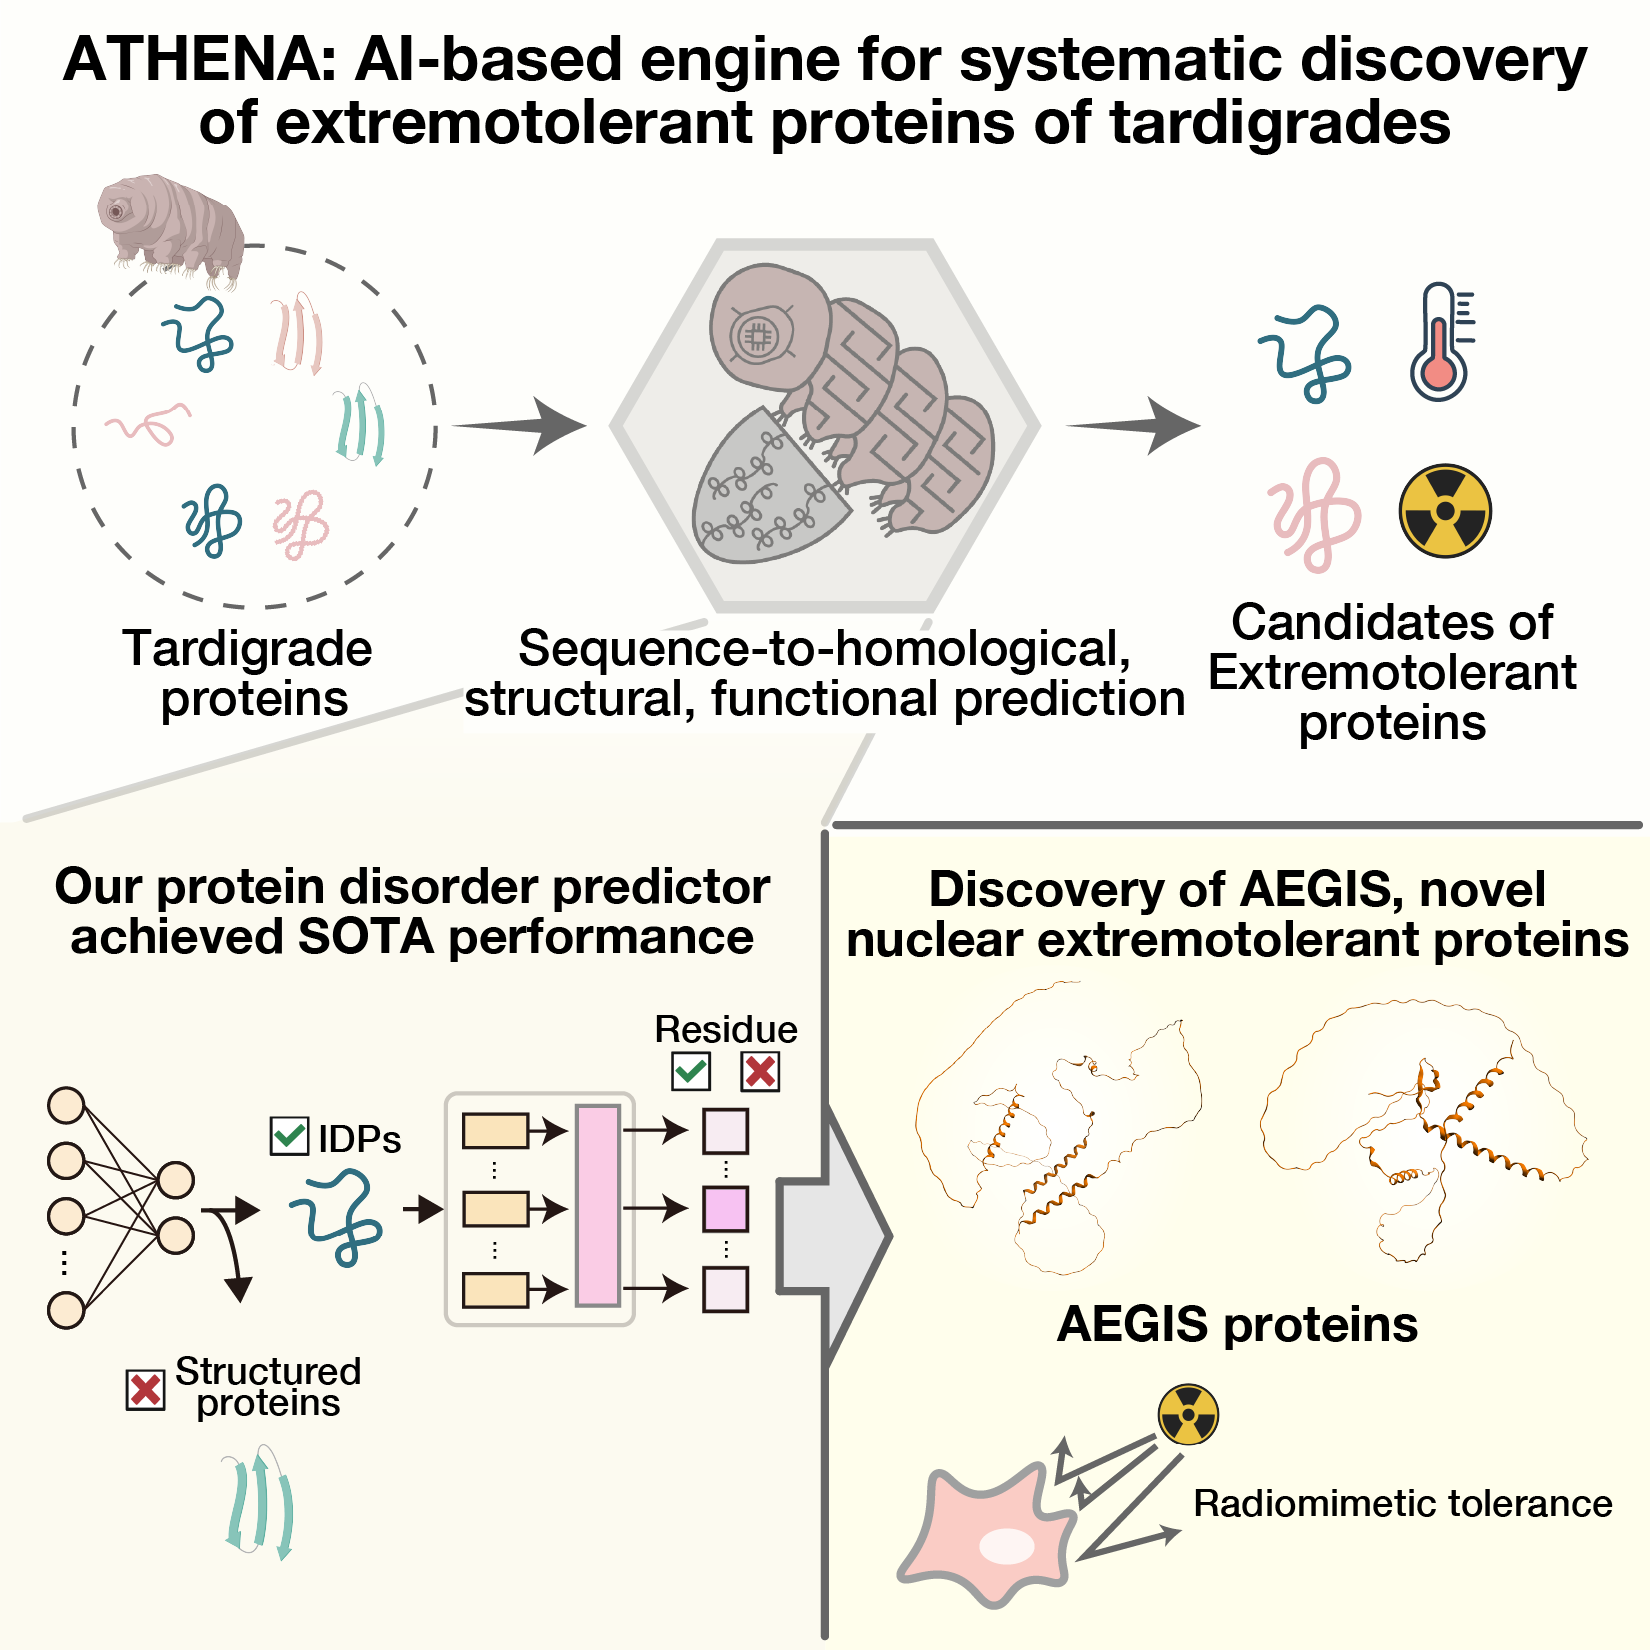 ATHENA: AI-based engine for systematic discovery
of extremotolerant proteins of tardigrades
Tardigrade
proteins
Sequence-to-homological,
structural, functional prediction
Candidates of
Extremotolerant
proteins
Our protein disorder predictor
achieved SOTA performance
Residue
IDPs
Structured
proteins
Discovery of AEGIS, novel
nuclear extremotolerant proteins
AEGIS proteins
Radiomimetic tolerance